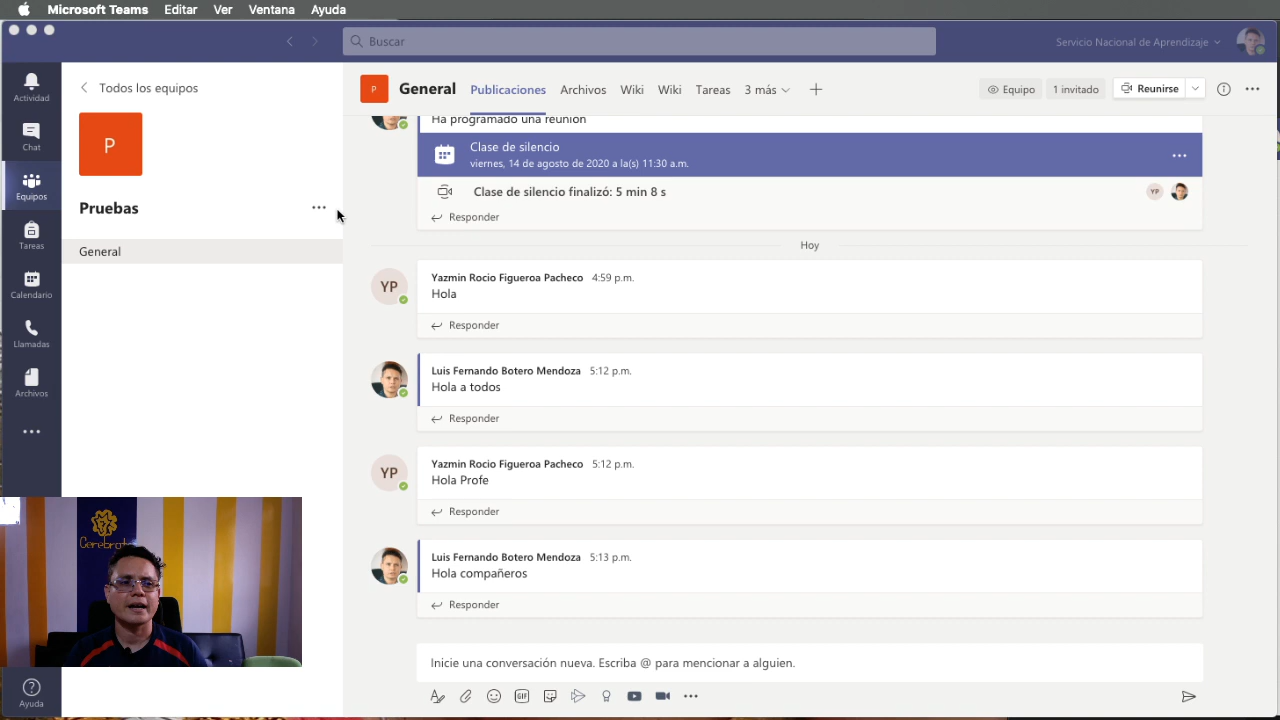 Microsoft Teams Editar Ver Ventana Ayuda
Buscar
Servicio Nacional de Aprendizaje
Actividad
Chat
Equipos
Tareas
Calendario
Llamadas
Archivos
Ayuda
Todos los equipos
P
Pruebas
General
P General Publicaciones Archivos Wiki Wiki Tareas 3 más
Equipo 1 invitado Reunirse
Ha programado una reunión
Clase de silencio
viernes, 14 de agosto de 2020 a la(s) 11:30 a.m.
Clase de silencio finalizó: 5 min 8 s
YP
Responder
Hoy
YP
Yazmin Rocio Figueroa Pacheco 4:59 p.m.
Hola
Responder
Luis Fernando Botero Mendoza 5:12 p.m.
Hola a todos
Responder
YP
Yazmin Rocio Figueroa Pacheco 5:12 p.m.
Hola Profe
Responder
Luis Fernando Botero Mendoza 5:13 p.m.
Hola compañeros
Responder
Inicie una conversación nueva. Escriba @ para mencionar a alguien.
GIF